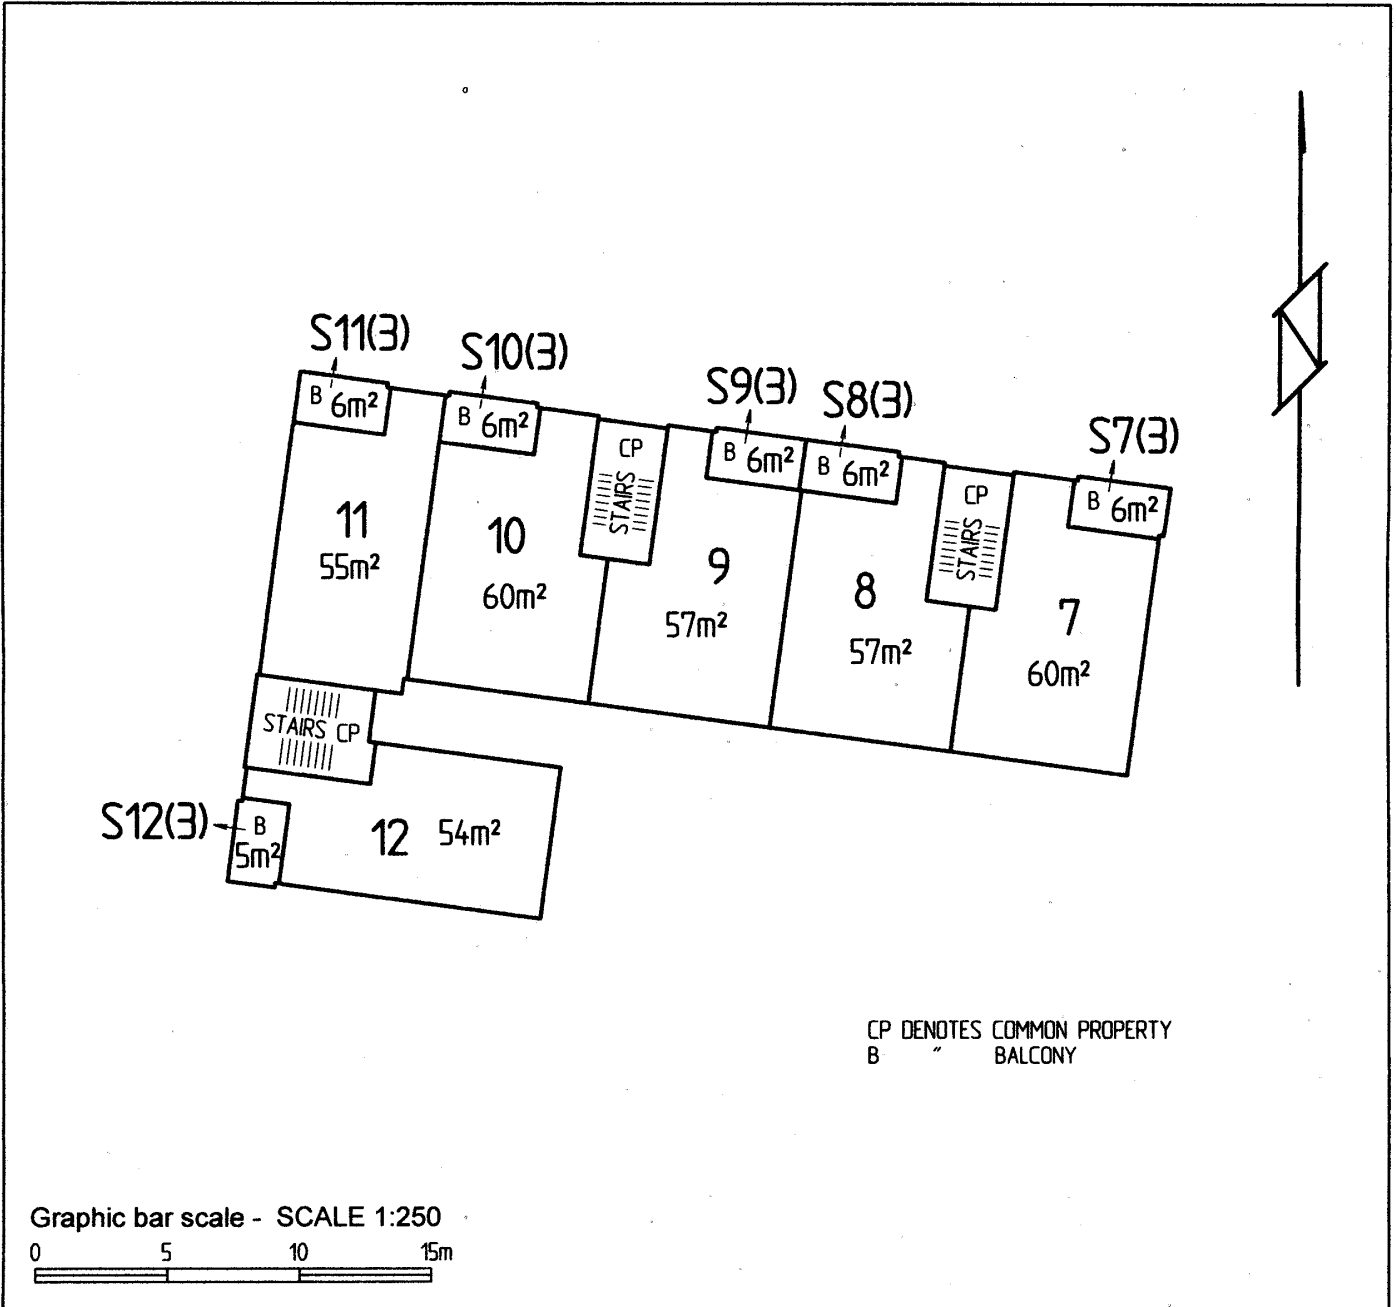 S11(3)
S10(3)
S9(3)
S8(3)
S7(3)
B 6m²
B 6m²
CP
STAIRS
B 6m²
B 6m²
CP
STAIRS
B 6m²
11
55m²
10
60m²
9
57m²
8
57m²
7
60m²
STAIRS CP
S12(3)
B
5m²
12 54m²
CP DENOTES COMMON PROPERTY
B " BALCONY
Graphic bar scale - SCALE 1:250
0 5 10 15m